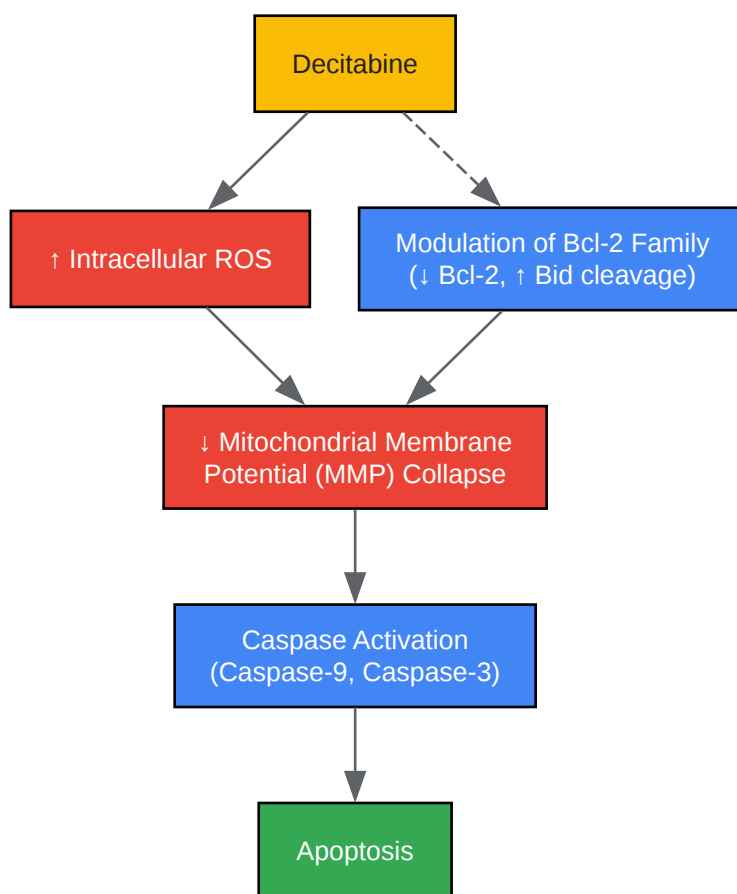 Decitabine
↑ Intracellular ROS
Modulation of Bcl-2 Family
(↓ Bcl-2, ↑ Bid cleavage)
↓ Mitochondrial Membrane
Potential (MMP) Collapse
Caspase Activation
(Caspase-9, Caspase-3)
Apoptosis